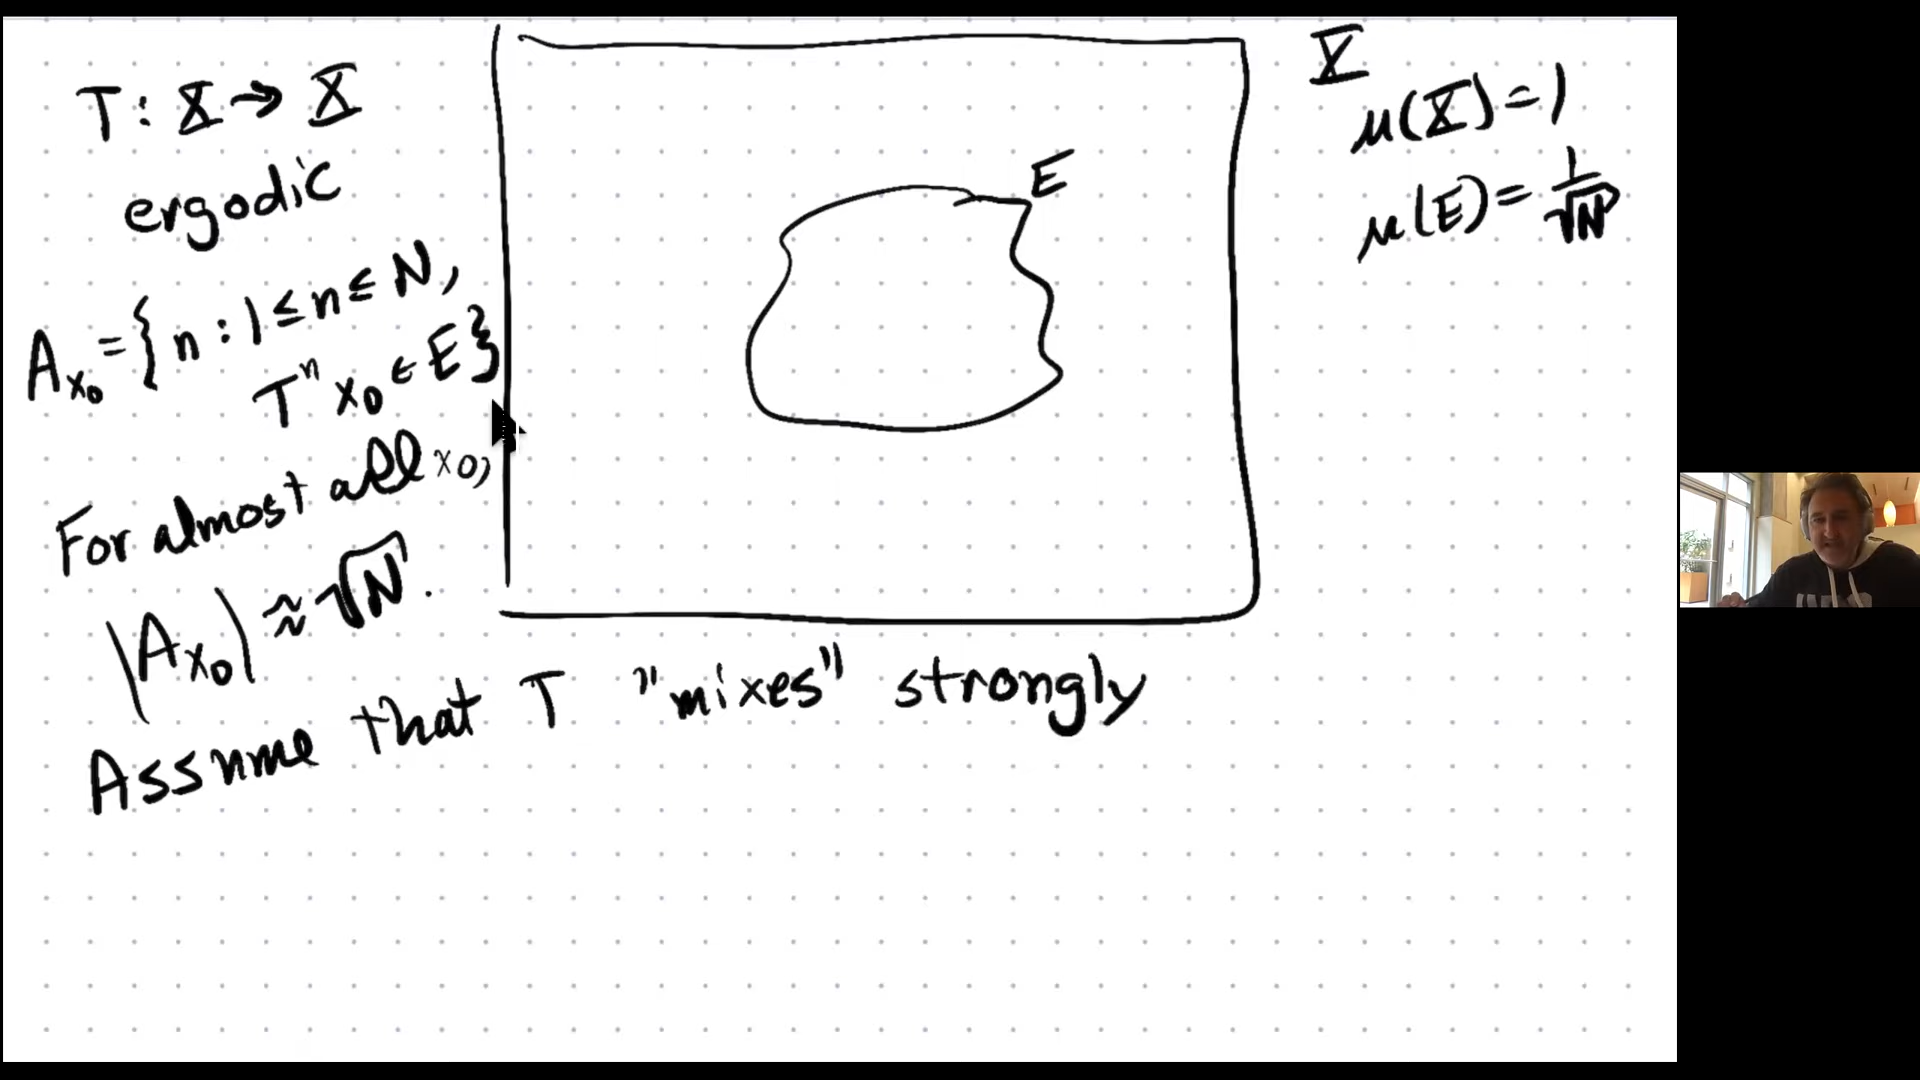 T: X → X
ergodic
A_{x_0} = { n : 1 ≤ n ≤ N,
T^n x_0 ∈ E }
For almost all x_0,
|A_{x_0}| ≈ √N.
Assume that T "mixes" strongly
E
X
μ(X) = 1
μ(E) = 1/√N